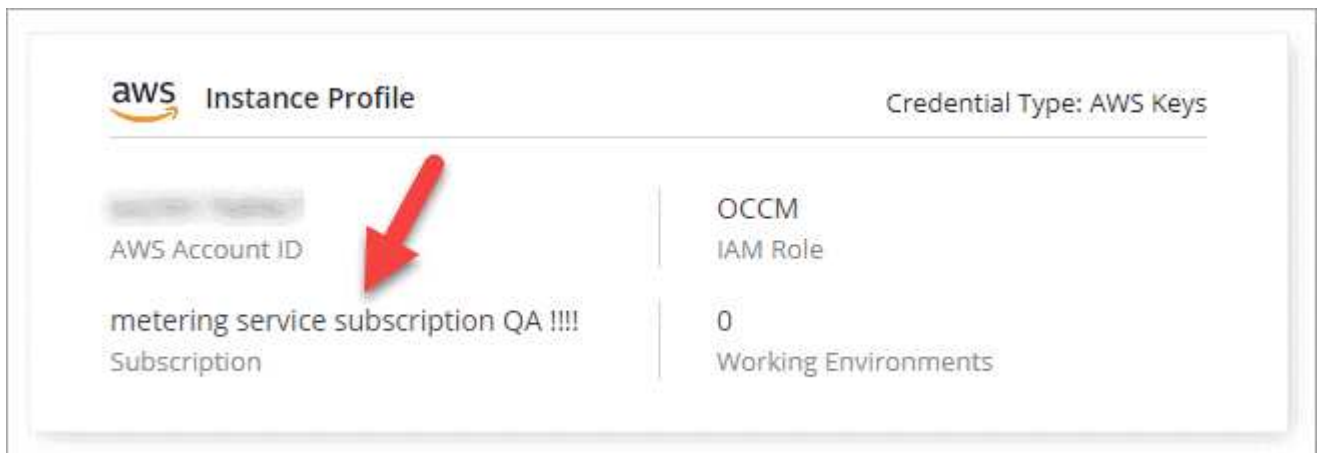 aws Instance Profile Credential Type: AWS Keys
OCCM
AWS Account ID IAM Role
metering service subscription QA !!!! 0
Subscription Working Environments